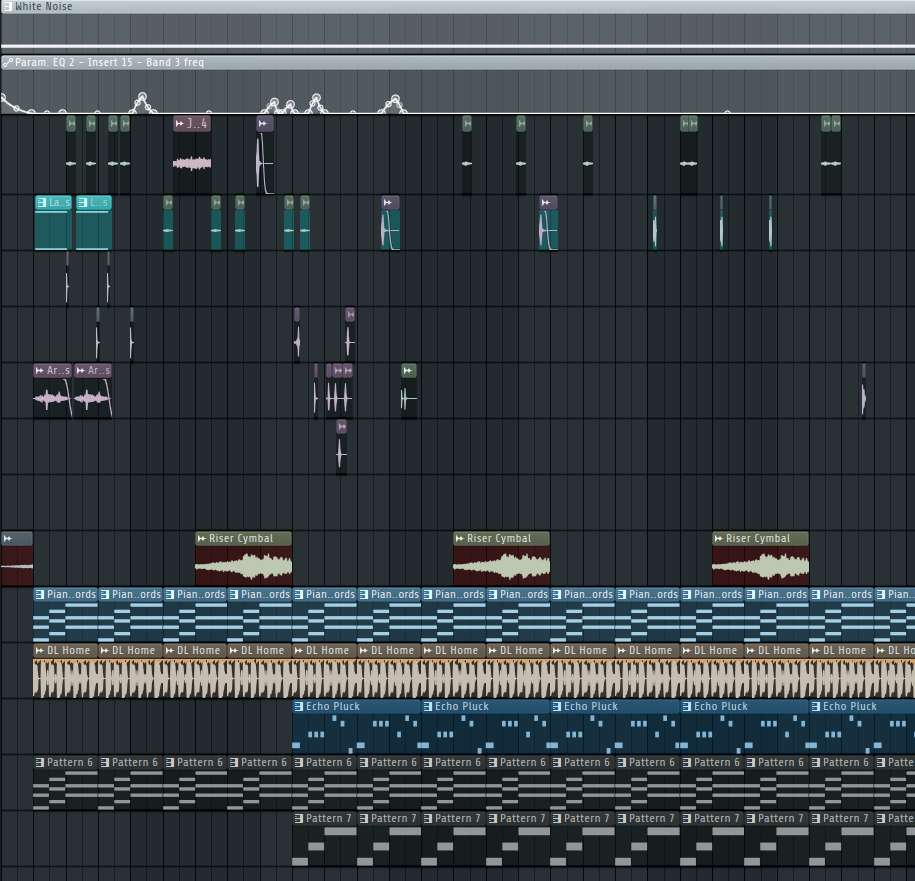 White Noise
Param. EQ 2 – Insert 15 – Band 3 freq
J..4
La..s L..s
Ar..s Ar..s
Riser Cymbal Riser Cymbal Riser Cymbal
Pian..ords Pian..ords Pian..ords Pian..ords Pian..ords Pian..ords Pian..ords Pian..ords Pian..ords Pian..ords Pian..ords Pian..ords Pian..ords Pian..
DL Home DL Home DL Home DL Home DL Home DL Home DL Home DL Home DL Home DL Home DL Home DL Home DL Home DL Ho
Echo Pluck Echo Pluck Echo Pluck Echo Pluck Echo Pluck
Pattern 6 Pattern 6 Pattern 6 Pattern 6 Pattern 6 Pattern 6 Pattern 6 Pattern 6 Pattern 6 Pattern 6 Pattern 6 Pattern 6 Pattern 6 Patte
Pattern 7 Pattern 7 Pattern 7 Pattern 7 Pattern 7 Pattern 7 Pattern 7 Pattern 7 Pattern 7 Patte